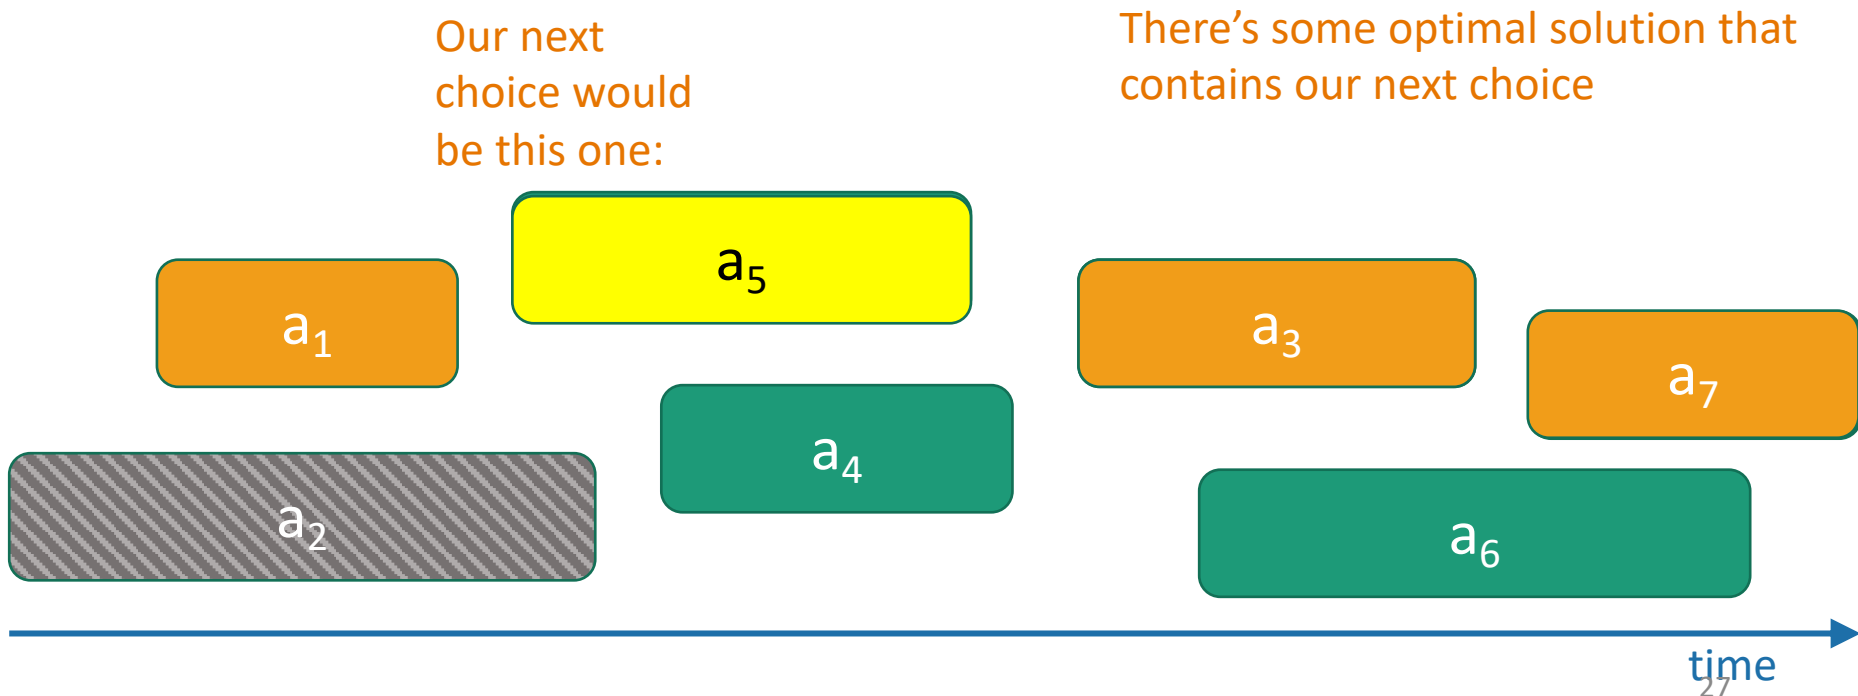 Our next
choice would
be this one:
There’s some optimal solution that
contains our next choice
a₅
a₁
a₃
a₇
a₄
a₂
a₆
time
27